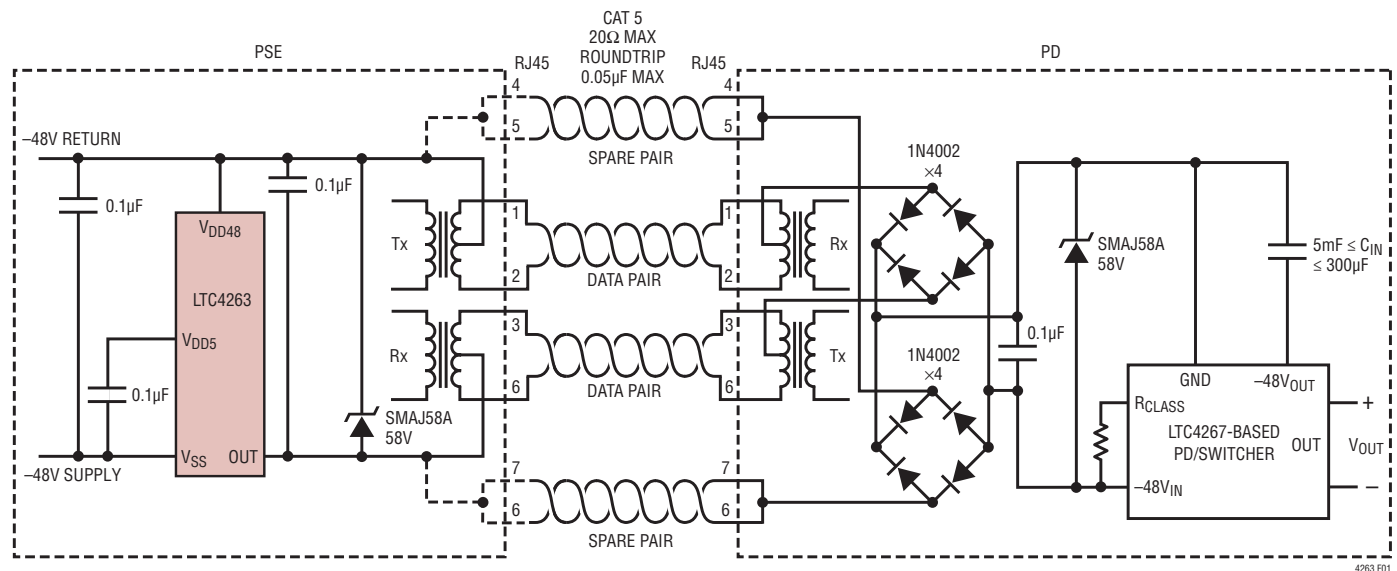 PSE
CAT 5
20Ω MAX
ROUNDTRIP
0.05µF MAX
PD
RJ45
RJ45
4
4
5
5
SPARE PAIR
–48V RETURN
0.1µF
0.1µF
VDD48
LTC4263
VDD5
0.1µF
VSS
OUT
–48V SUPPLY
SMAJ58A
58V
Tx
1
1
Rx
2
2
DATA PAIR
Rx
3
3
Tx
6
6
DATA PAIR
7
7
6
6
SPARE PAIR
1N4002
×4
1N4002
×4
0.1µF
SMAJ58A
58V
5mF ≤ CIN
≤ 300µF
GND
–48VOUT
RCLASS
LTC4267-BASED
PD/SWITCHER
OUT
–48VIN
+
VOUT
–
4263 F01